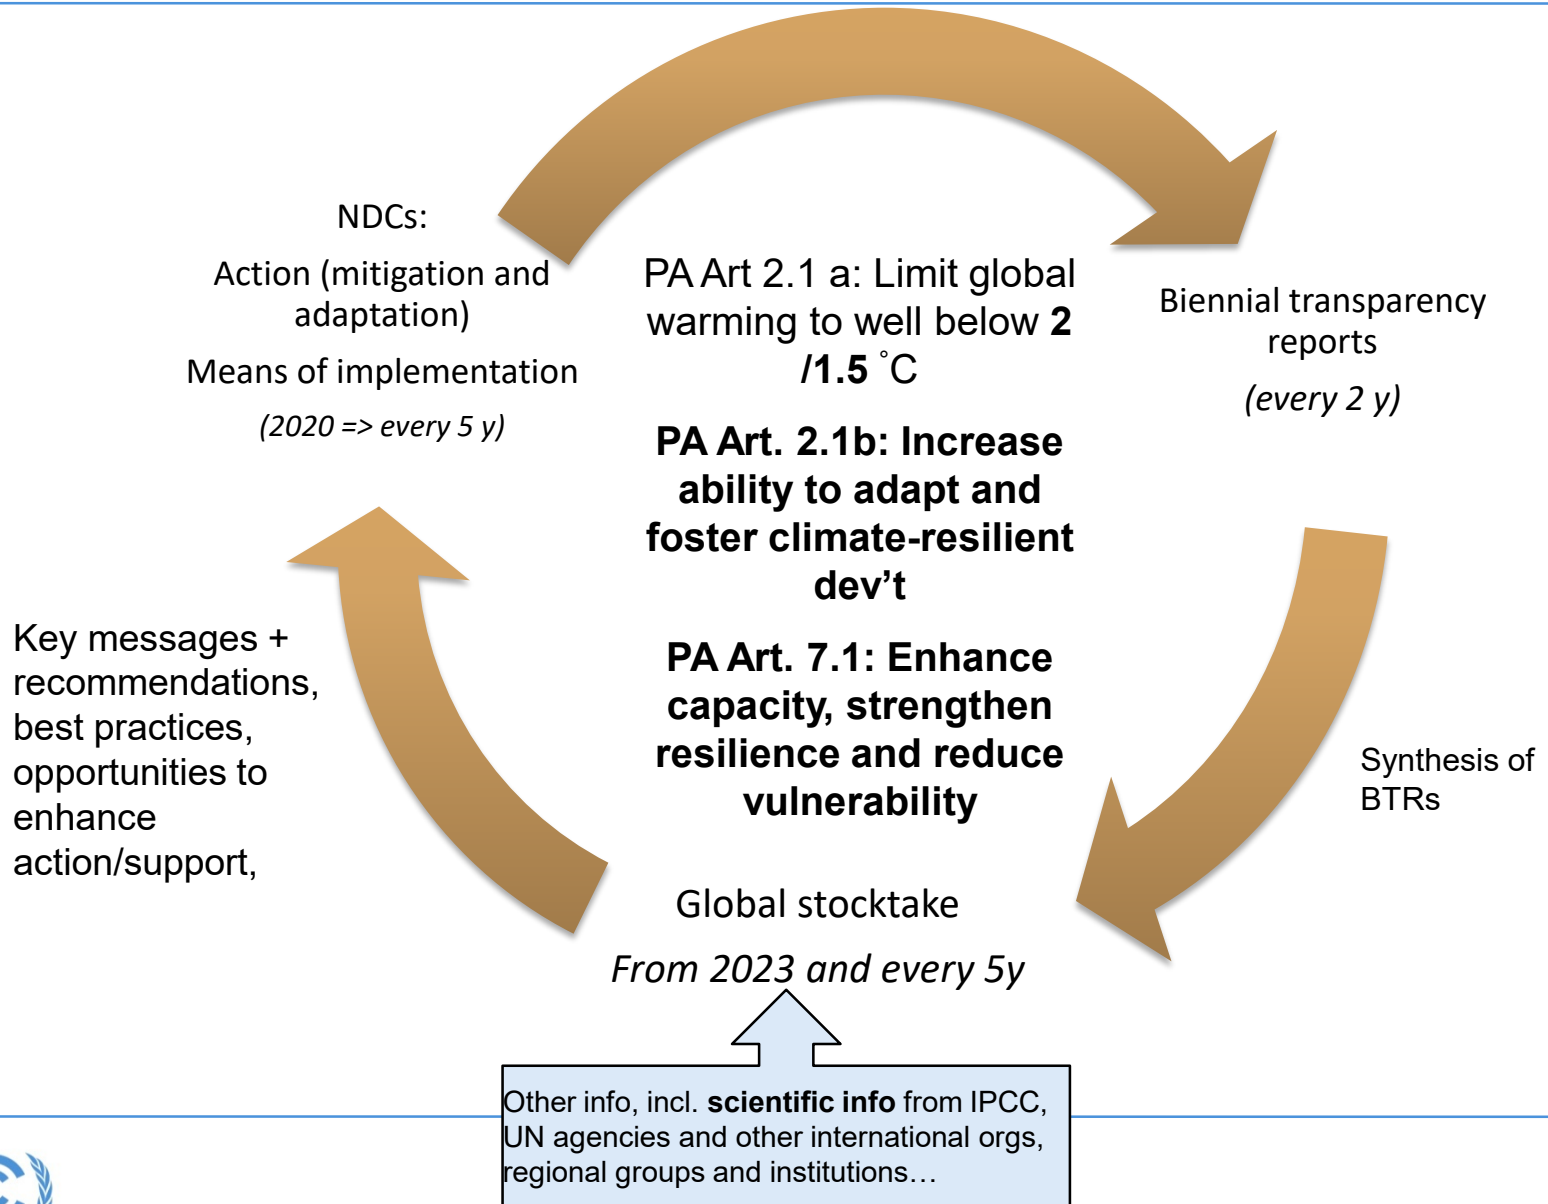 NDCs:
Action (mitigation and
adaptation)
Means of implementation
(2020 => every 5 y)
PA Art 2.1 a: Limit global
warming to well below 2
/1.5 °C
PA Art. 2.1b: Increase
ability to adapt and
foster climate-resilient
dev’t
PA Art. 7.1: Enhance
capacity, strengthen
resilience and reduce
vulnerability
Biennial transparency
reports
(every 2 y)
Synthesis of
BTRs
Global stocktake
From 2023 and every 5y
Key messages +
recommendations,
best practices,
opportunities to
enhance
action/support,
Other info, incl. scientific info from IPCC,
UN agencies and other international orgs,
regional groups and institutions…